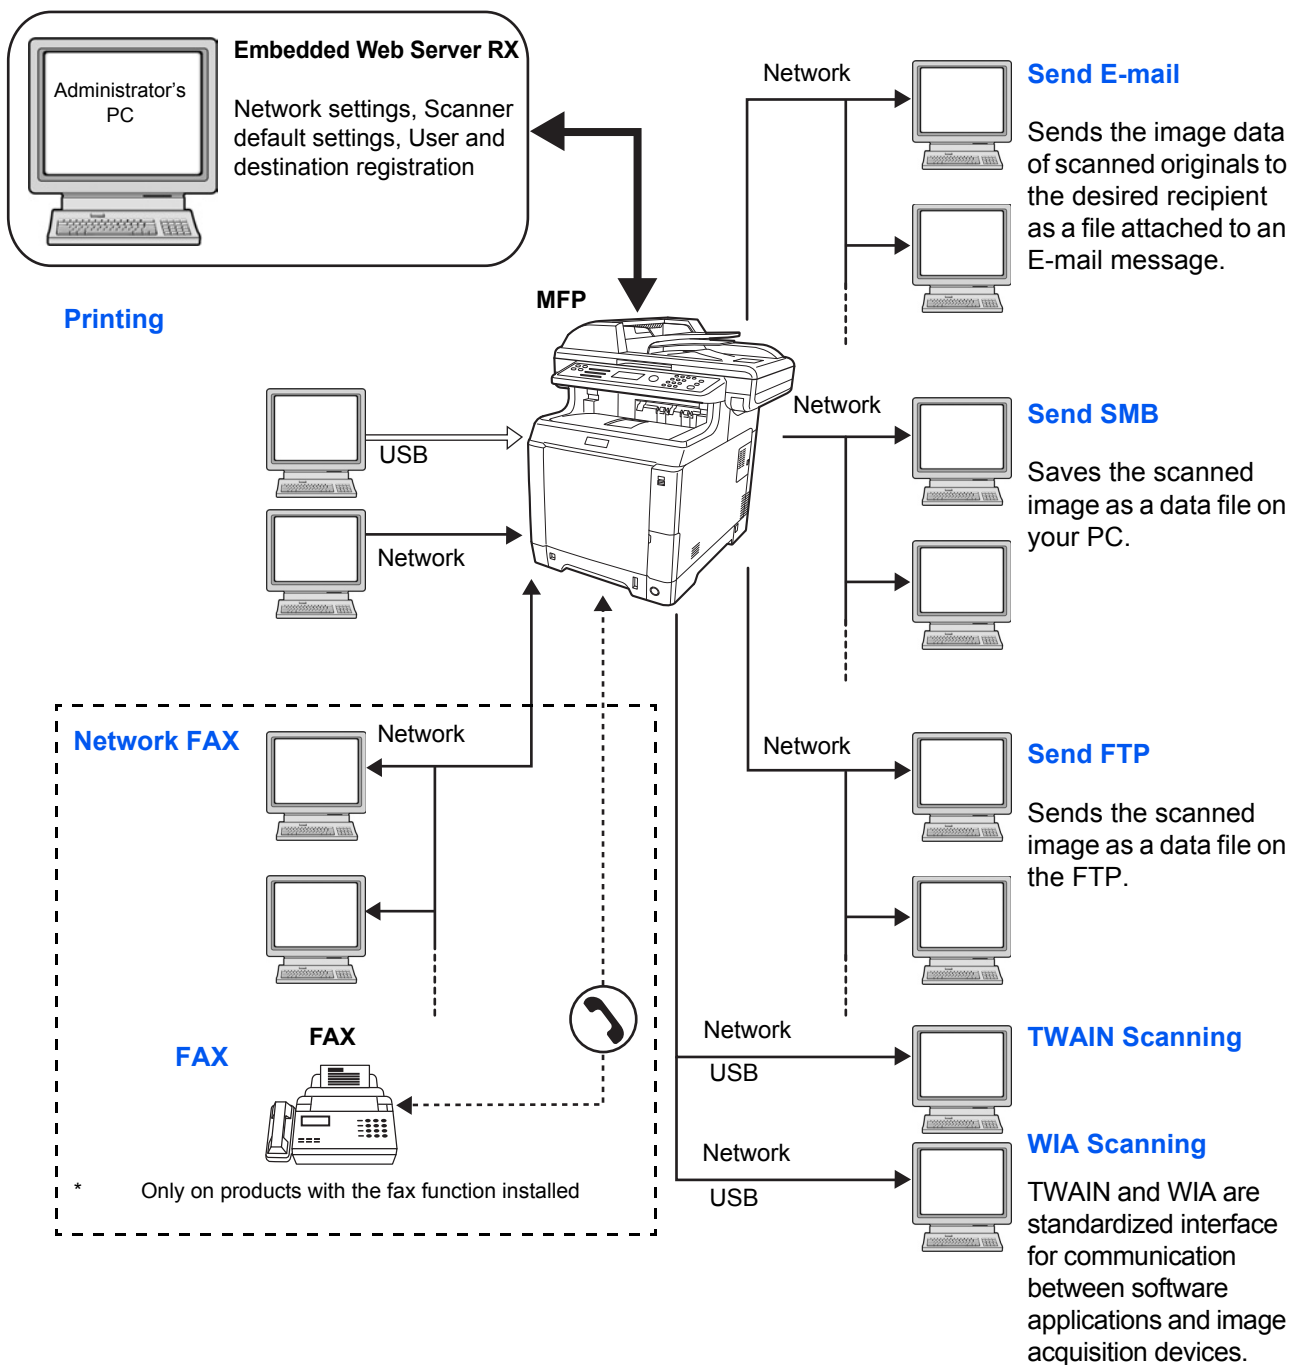 Embedded Web Server RX
Administrator's
PC
Network settings, Scanner
default settings, User and
destination registration
Network
Send E-mail
Sends the image data
of scanned originals to
the desired recipient
as a file attached to an
E-mail message.
MFP
Printing
USB
Network
Network
Send SMB
Saves the scanned
image as a data file on
your PC.
Network FAX
Network
Network
Send FTP
Sends the scanned
image as a data file on
the FTP.
FAX
FAX
* Only on products with the fax function installed
Network
USB
TWAIN Scanning
Network
USB
WIA Scanning
TWAIN and WIA are
standardized interface
for communication
between software
applications and image
acquisition devices.